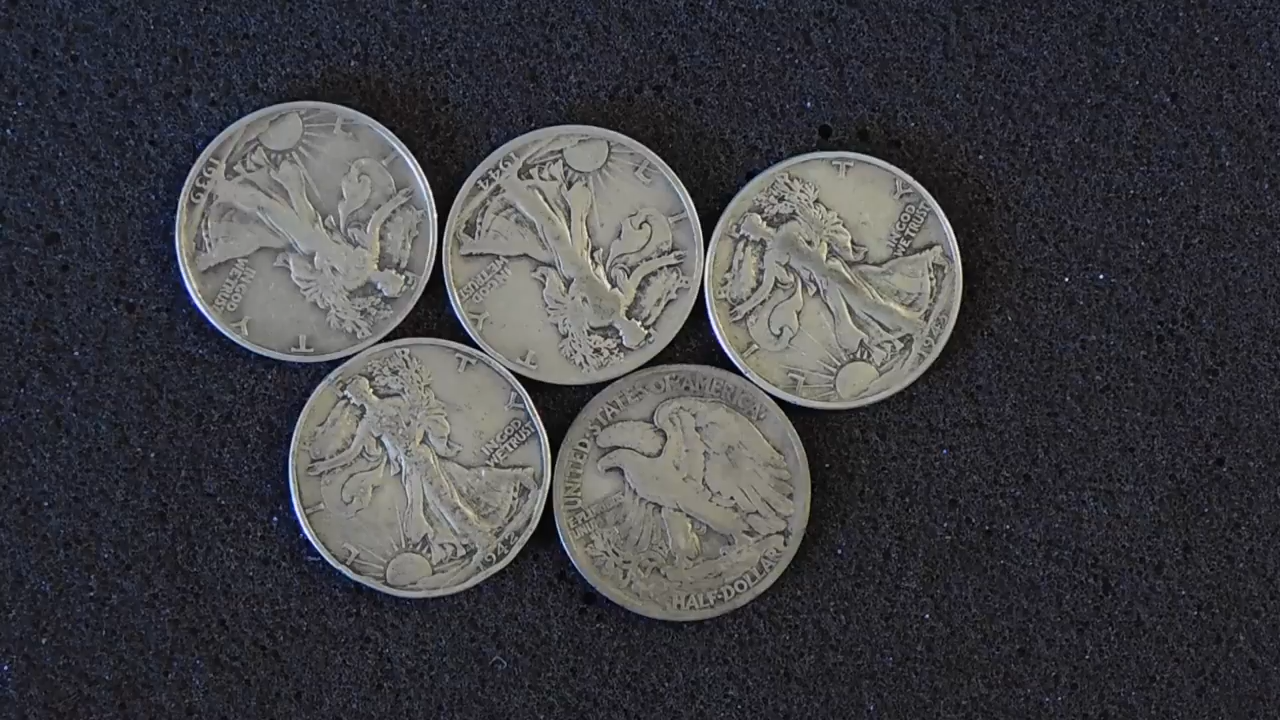 1939
IN GOD
WE TRUST
T Y
1944
L I
IN GOD
WE TRUST
T Y
T Y
IN GOD
WE TRUST
1943
L
R T Y
IN GOD
WE TRUST
I
L
1942
UNITED·STATES OF AMERICA
E·PLURIBUS
UNUM
HALF·DOLLAR